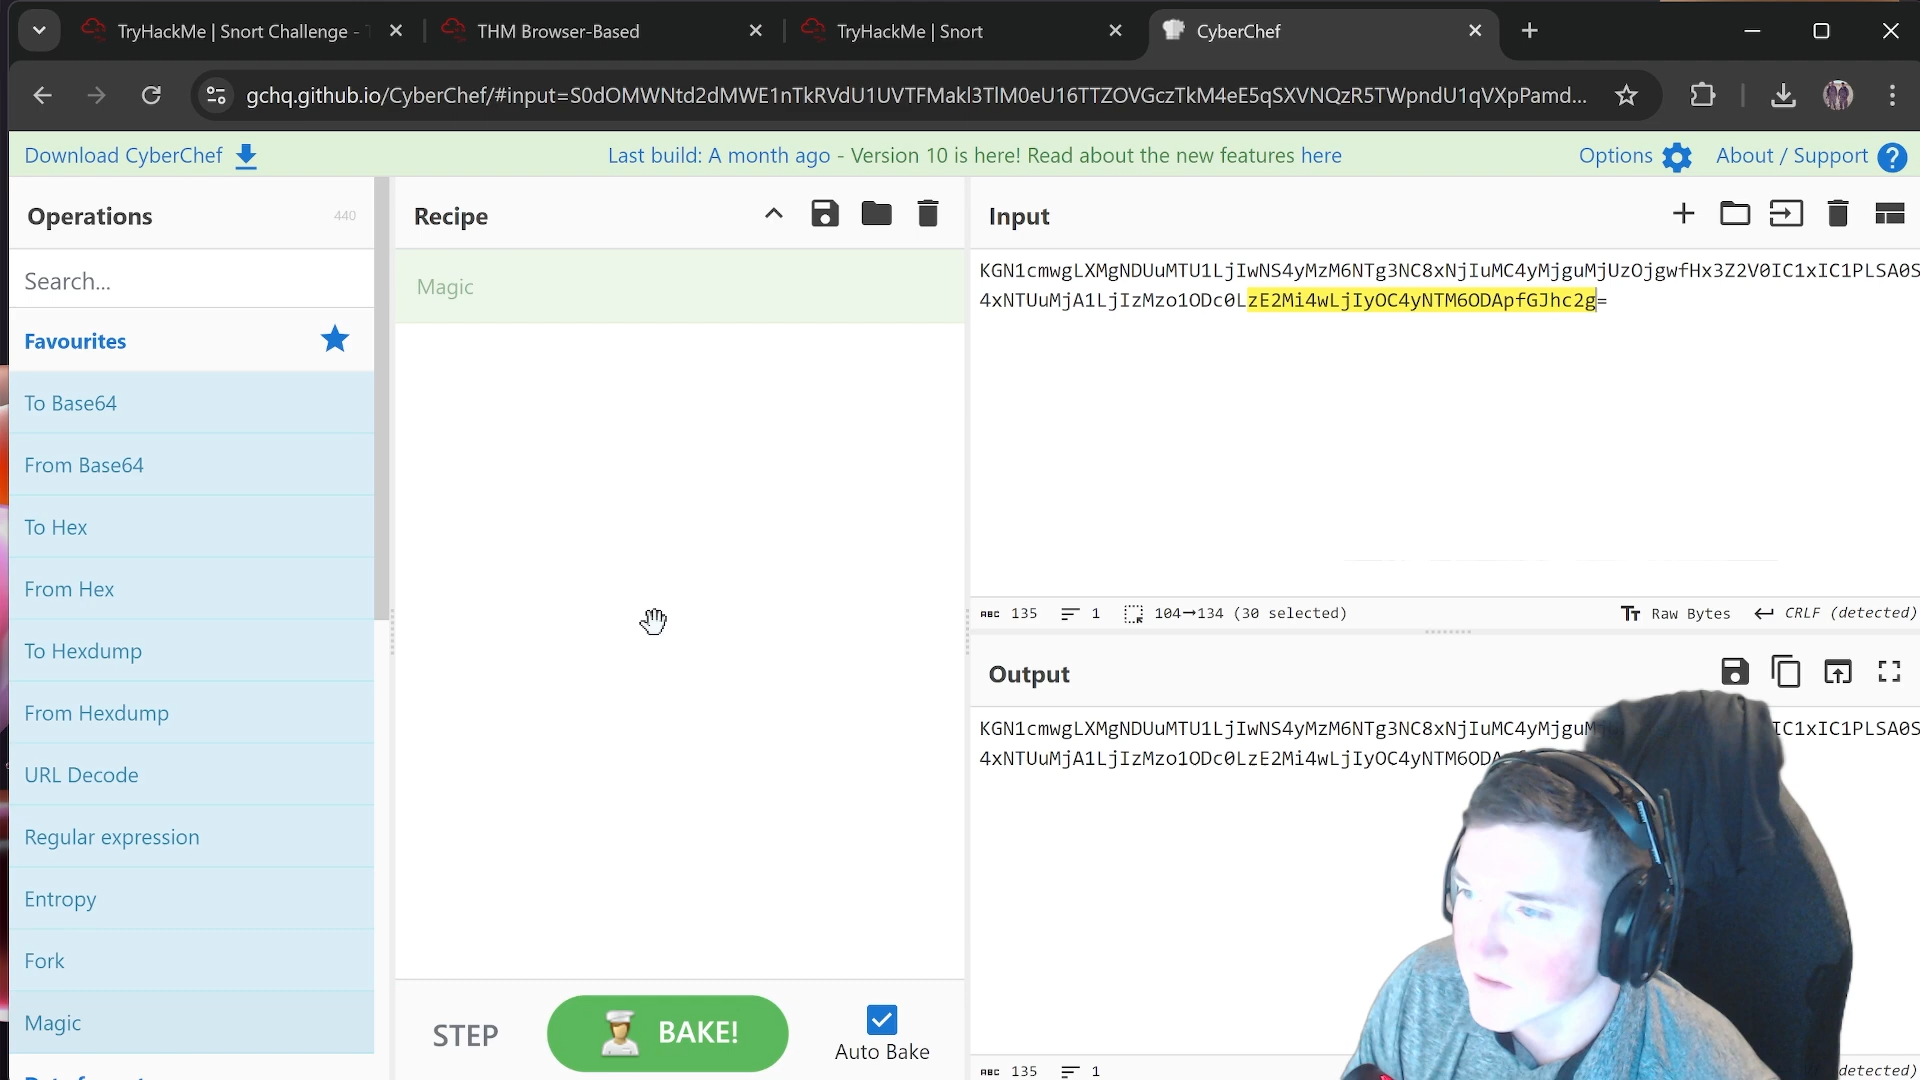 TryHackMe | Snort Challenge -
THM Browser-Based
TryHackMe | Snort
CyberChef
gchq.github.io/CyberChef/#input=S0dOMWNtd2dMWE1nTkRVdU1UVTFMakl3TlM0eU16TTZOVGczTkM4eE5qSXVNQzR5TWpndU1qVXpPamd...
Download CyberChef
Last build: A month ago - Version 10 is here! Read about the new features here
Options
About / Support
Operations
440
Recipe
Input
Search...
Magic
KGN1cmwgLXMgNDUuMTU1LjIwNS4yMzM6NTg3NC8xNjIuMC4yMjguMjUzOjgwfHx3Z2V0IC1xIC1PLSA0S
4xNTUuMjA1LjIzMzo1ODc0LzE2Mi4wLjIyOC4yNTM6ODApfGJhc2g=
Favourites
To Base64
From Base64
To Hex
From Hex
To Hexdump
From Hexdump
URL Decode
Regular expression
Entropy
Fork
Magic
135
1
104→134 (30 selected)
Raw Bytes
CRLF (detected)
Output
KGN1cmwgLXMgNDUuMTU1LjIwNS4yMzM6NTg3NC8xNjIuMC4yMjguM
IC1xIC1PLSA0S
4xNTUuMjA1LjIzMzo1ODc0LzE2Mi4wLjIyOC4yNTM6ODA
STEP
BAKE!
Auto Bake
135
1
detected)